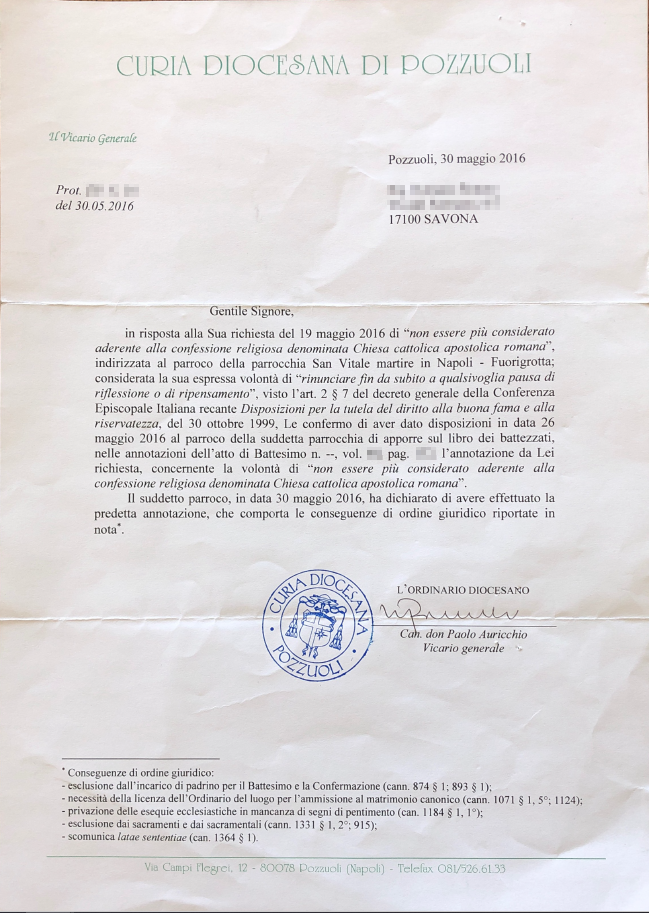 CURIA DIOCESANA DI POZZUOLI
Il Vicario Generale
Pozzuoli, 30 maggio 2016
Prot.
del 30.05.2016
17100 SAVONA
Gentile Signore,
in risposta alla Sua richiesta del 19 maggio 2016 di “non essere più considerato
aderente alla confessione religiosa denominata Chiesa cattolica apostolica romana”,
indirizzata al parroco della parrocchia San Vitale martire in Napoli - Fuorigrotta;
considerata la sua espressa volontà di “rinunciare fin da subito a qualsivoglia pausa di
riflessione o di ripensamento”, visto l’art. 2 § 7 del decreto generale della Conferenza
Episcopale Italiana recante Disposizioni per la tutela del diritto alla buona fama e alla
riservatezza, del 30 ottobre 1999, Le confermo di aver dato disposizioni in data 26
maggio 2016 al parroco della suddetta parrocchia di apporre sul libro dei battezzati,
nelle annotazioni dell’atto di Battesimo n. --, vol. pag. l’annotazione da Lei
richiesta, concernente la volontà di “non essere più considerato aderente alla
confessione religiosa denominata Chiesa cattolica apostolica romana”.
Il suddetto parroco, in data 30 maggio 2016, ha dichiarato di avere effettuato la
predetta annotazione, che comporta le conseguenze di ordine giuridico riportate in
nota*.
CURIA DIOCESANA
POZZUOLI
L’ORDINARIO DIOCESANO
Can. don Paolo Auricchio
Vicario generale
* Conseguenze di ordine giuridico:
- esclusione dall’incarico di padrino per il Battesimo e la Confermazione (cann. 874 § 1; 893 § 1);
- necessità della licenza dell’Ordinario del luogo per l’ammissione al matrimonio canonico (cann. 1071 § 1, 5°; 1124);
- privazione delle esequie ecclesiastiche in mancanza di segni di pentimento (can. 1184 § 1, 1°);
- esclusione dai sacramenti e dai sacramentali (cann. 1331 § 1, 2°; 915);
- scomunica latae sententiae (can. 1364 § 1).
Via Campi Flegrei, 12 - 80078 Pozzuoli (Napoli) - Telefax 081/526.61.33